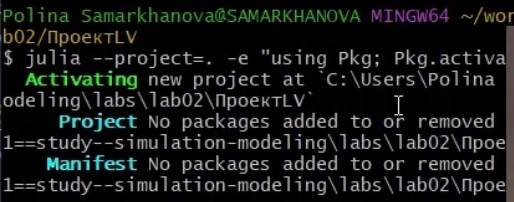 Polina Samarkhanova@SAMARKHANOVA MINGW64 ~/wor
b02/ПроектLV
$ julia --project=. -e "using Pkg; Pkg.activa
Activating new project at `C:\Users\Polina
odeling\labs\lab02\ПроектLV`
Project No packages added to or removed
1==study--simulation-modeling\labs\lab02\Прое
Manifest No packages added to or removed
1==study--simulation-modeling\labs\lab02\Прое